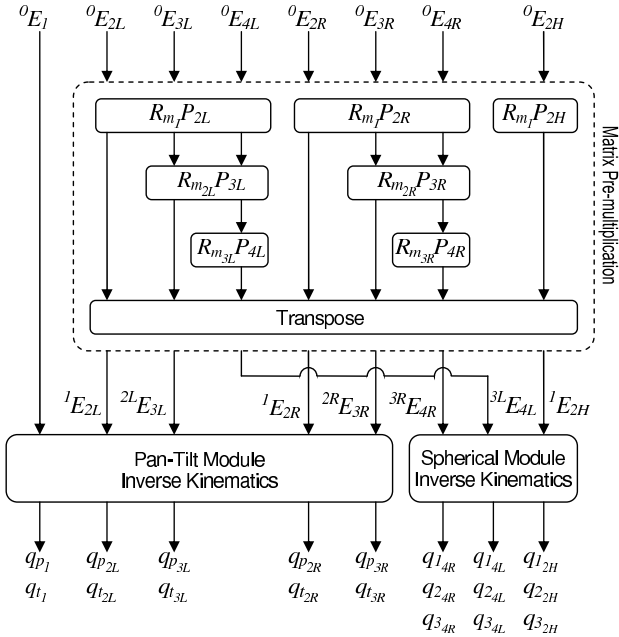 ⁰E₁ ⁰E₂L ⁰E₃L ⁰E₄L ⁰E₂R ⁰E₃R ⁰E₄R ⁰E₂H
Rm₁P₂L Rm₁P₂R Rm₁P₂H
Rm₂LP₃L Rm₂RP₃R
Rm₃LP₄L Rm₃RP₄R
Transpose
Matrix Pre-multiplication
¹E₂L ²ᴸE₃L ¹E₂R ²ᴿE₃R ³ᴿE₄R ³ᴸE₄L ¹E₂H
Pan-Tilt Module
Inverse Kinematics
Spherical Module
Inverse Kinematics
qp₁ qp₂L qp₃L qp₂R qp₃R q1₄R q1₄L q1₂H
qt₁ qt₂L qt₃L qt₂R qt₃R q2₄R q2₄L q2₂H
q3₄R q3₄L q3₂H